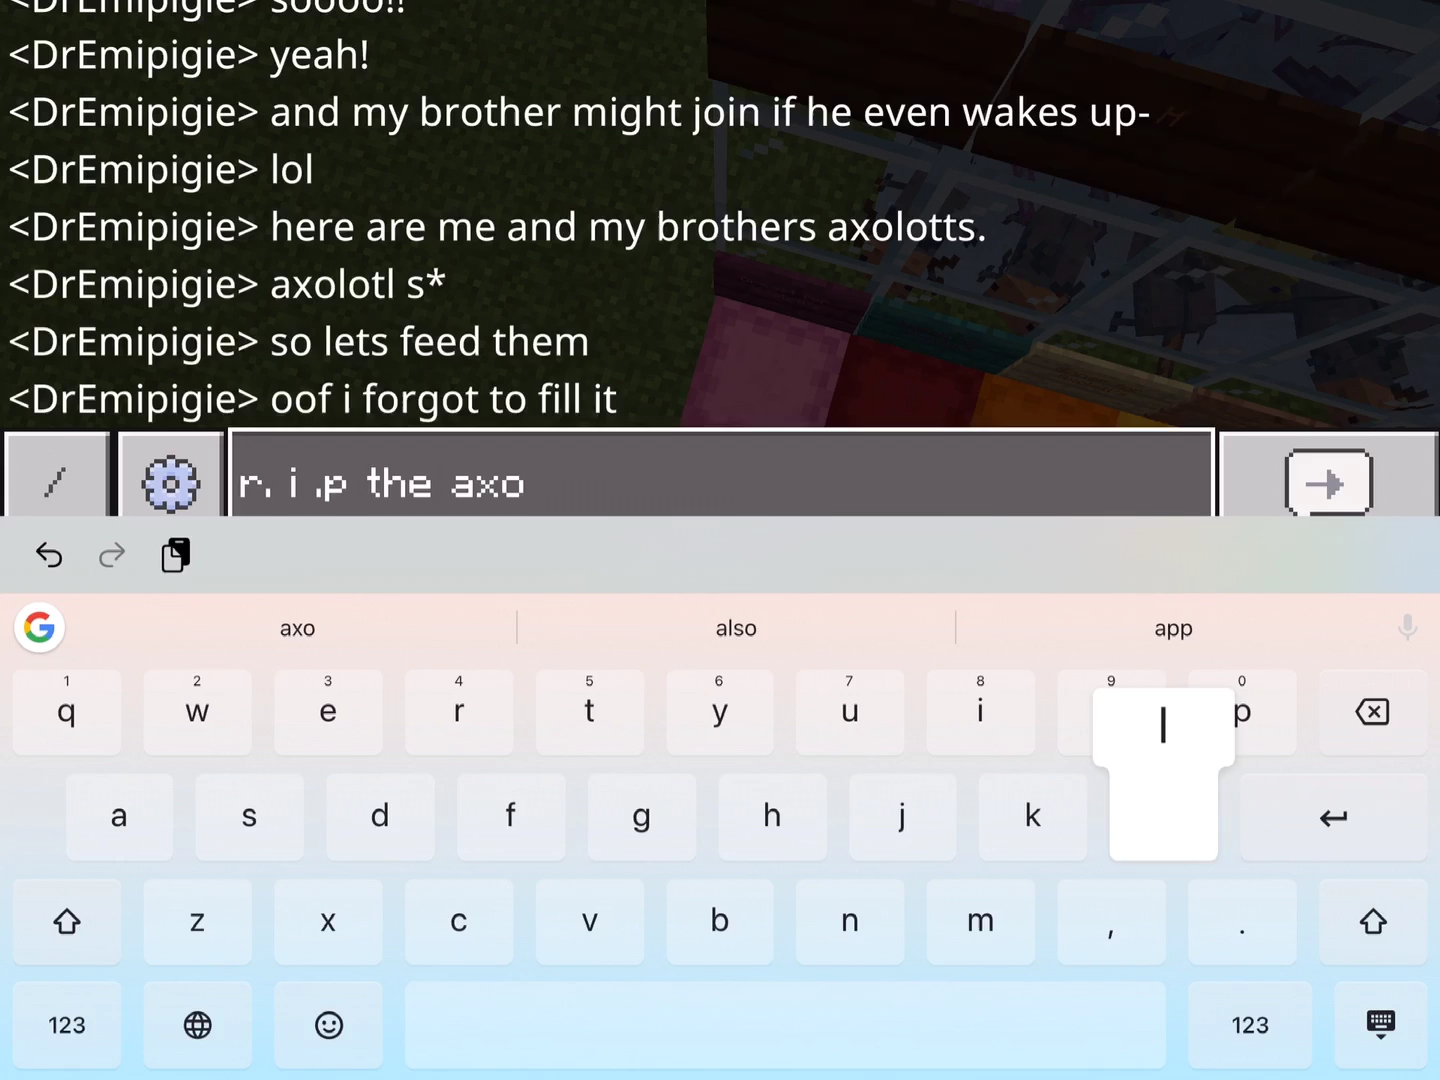 <DrEmipigie> soooo!!
<DrEmipigie> yeah!
<DrEmipigie> and my brother might join if he even wakes up-
<DrEmipigie> lol
<DrEmipigie> here are me and my brothers axolotts.
<DrEmipigie> axolotl s*
<DrEmipigie> so lets feed them
<DrEmipigie> oof i forgot to fill it
/
r. i .p the axo
axo also app
1 2 3 4 5 6 7 8 9 0
q w e r t y u i p
l
a s d f g h j k
z x c v b n m , .
123 123